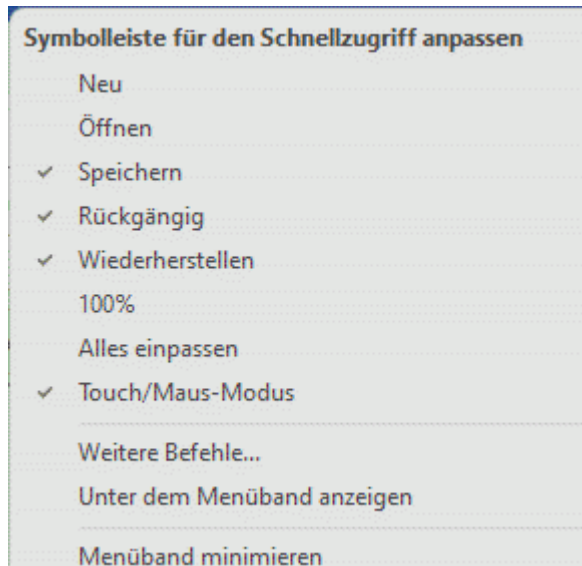 Symbolleiste für den Schnellzugriff anpassen
Neu
Öffnen
Speichern
Rückgängig
Wiederherstellen
100%
Alles einpassen
Touch/Maus-Modus
Weitere Befehle...
Unter dem Menüband anzeigen
Menüband minimieren